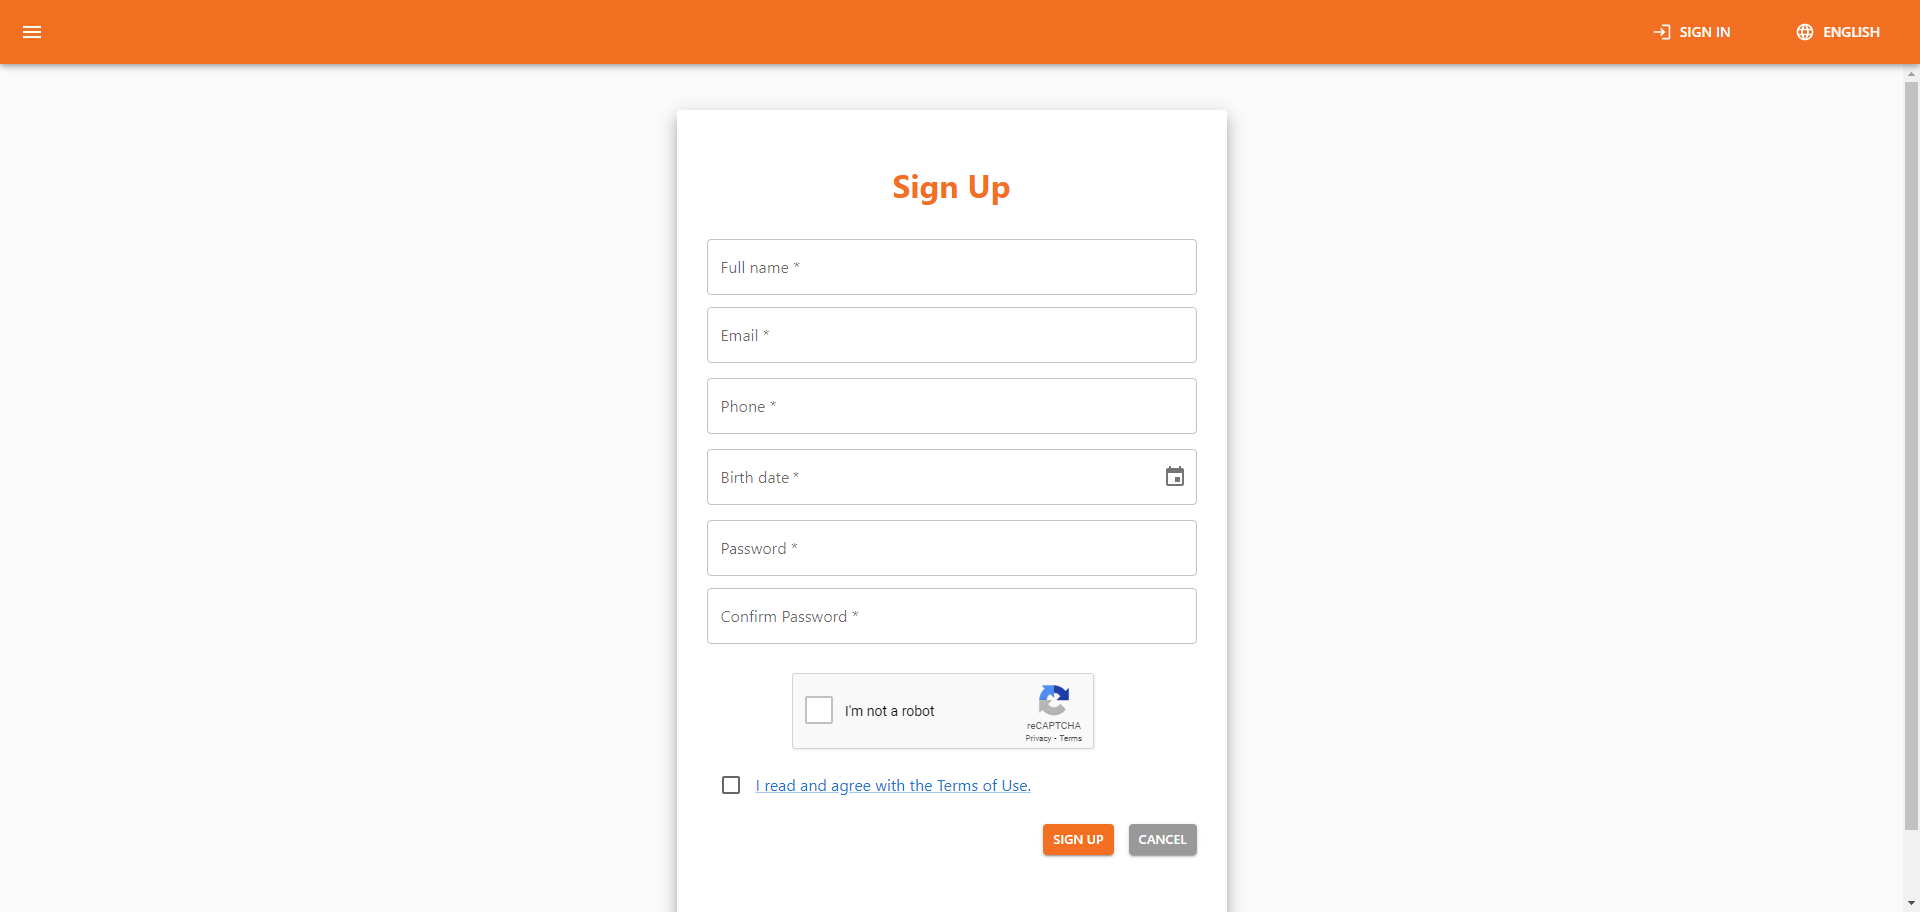 SIGN IN
ENGLISH
Sign Up
Full name *
Email *
Phone *
Birth date *
Password *
Confirm Password *
I'm not a robot
reCAPTCHA
Privacy - Terms
I read and agree with the Terms of Use.
SIGN UP
CANCEL